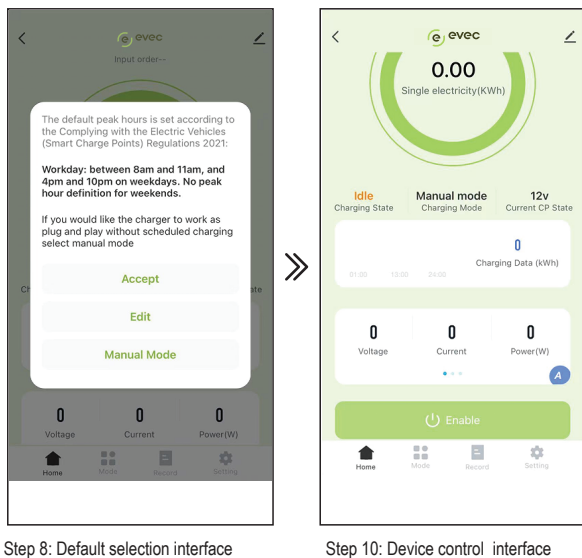 evec
Input order--
The default peak hours is set according to
the Complying with the Electric Vehicles
(Smart Charge Points) Regulations 2021:
Workday: between 8am and 11am, and
4pm and 10pm on weekdays. No peak
hour definition for weekends.
If you would like the charger to work as
plug and play without scheduled charging
select manual mode
Accept
Edit
Manual Mode
0 0 0
Voltage Current Power(W)
Home Mode Record Setting
Step 8: Default selection interface
evec
0.00
Single electricity(KWh)
Idle Manual mode 12v
Charging State Charging Mode Current CP State
0
Charging Data (kWh)
01:00 13:00 24:00
0 0 0
Voltage Current Power(W)
A
Enable
Home Mode Record Setting
Step 10: Device control interface